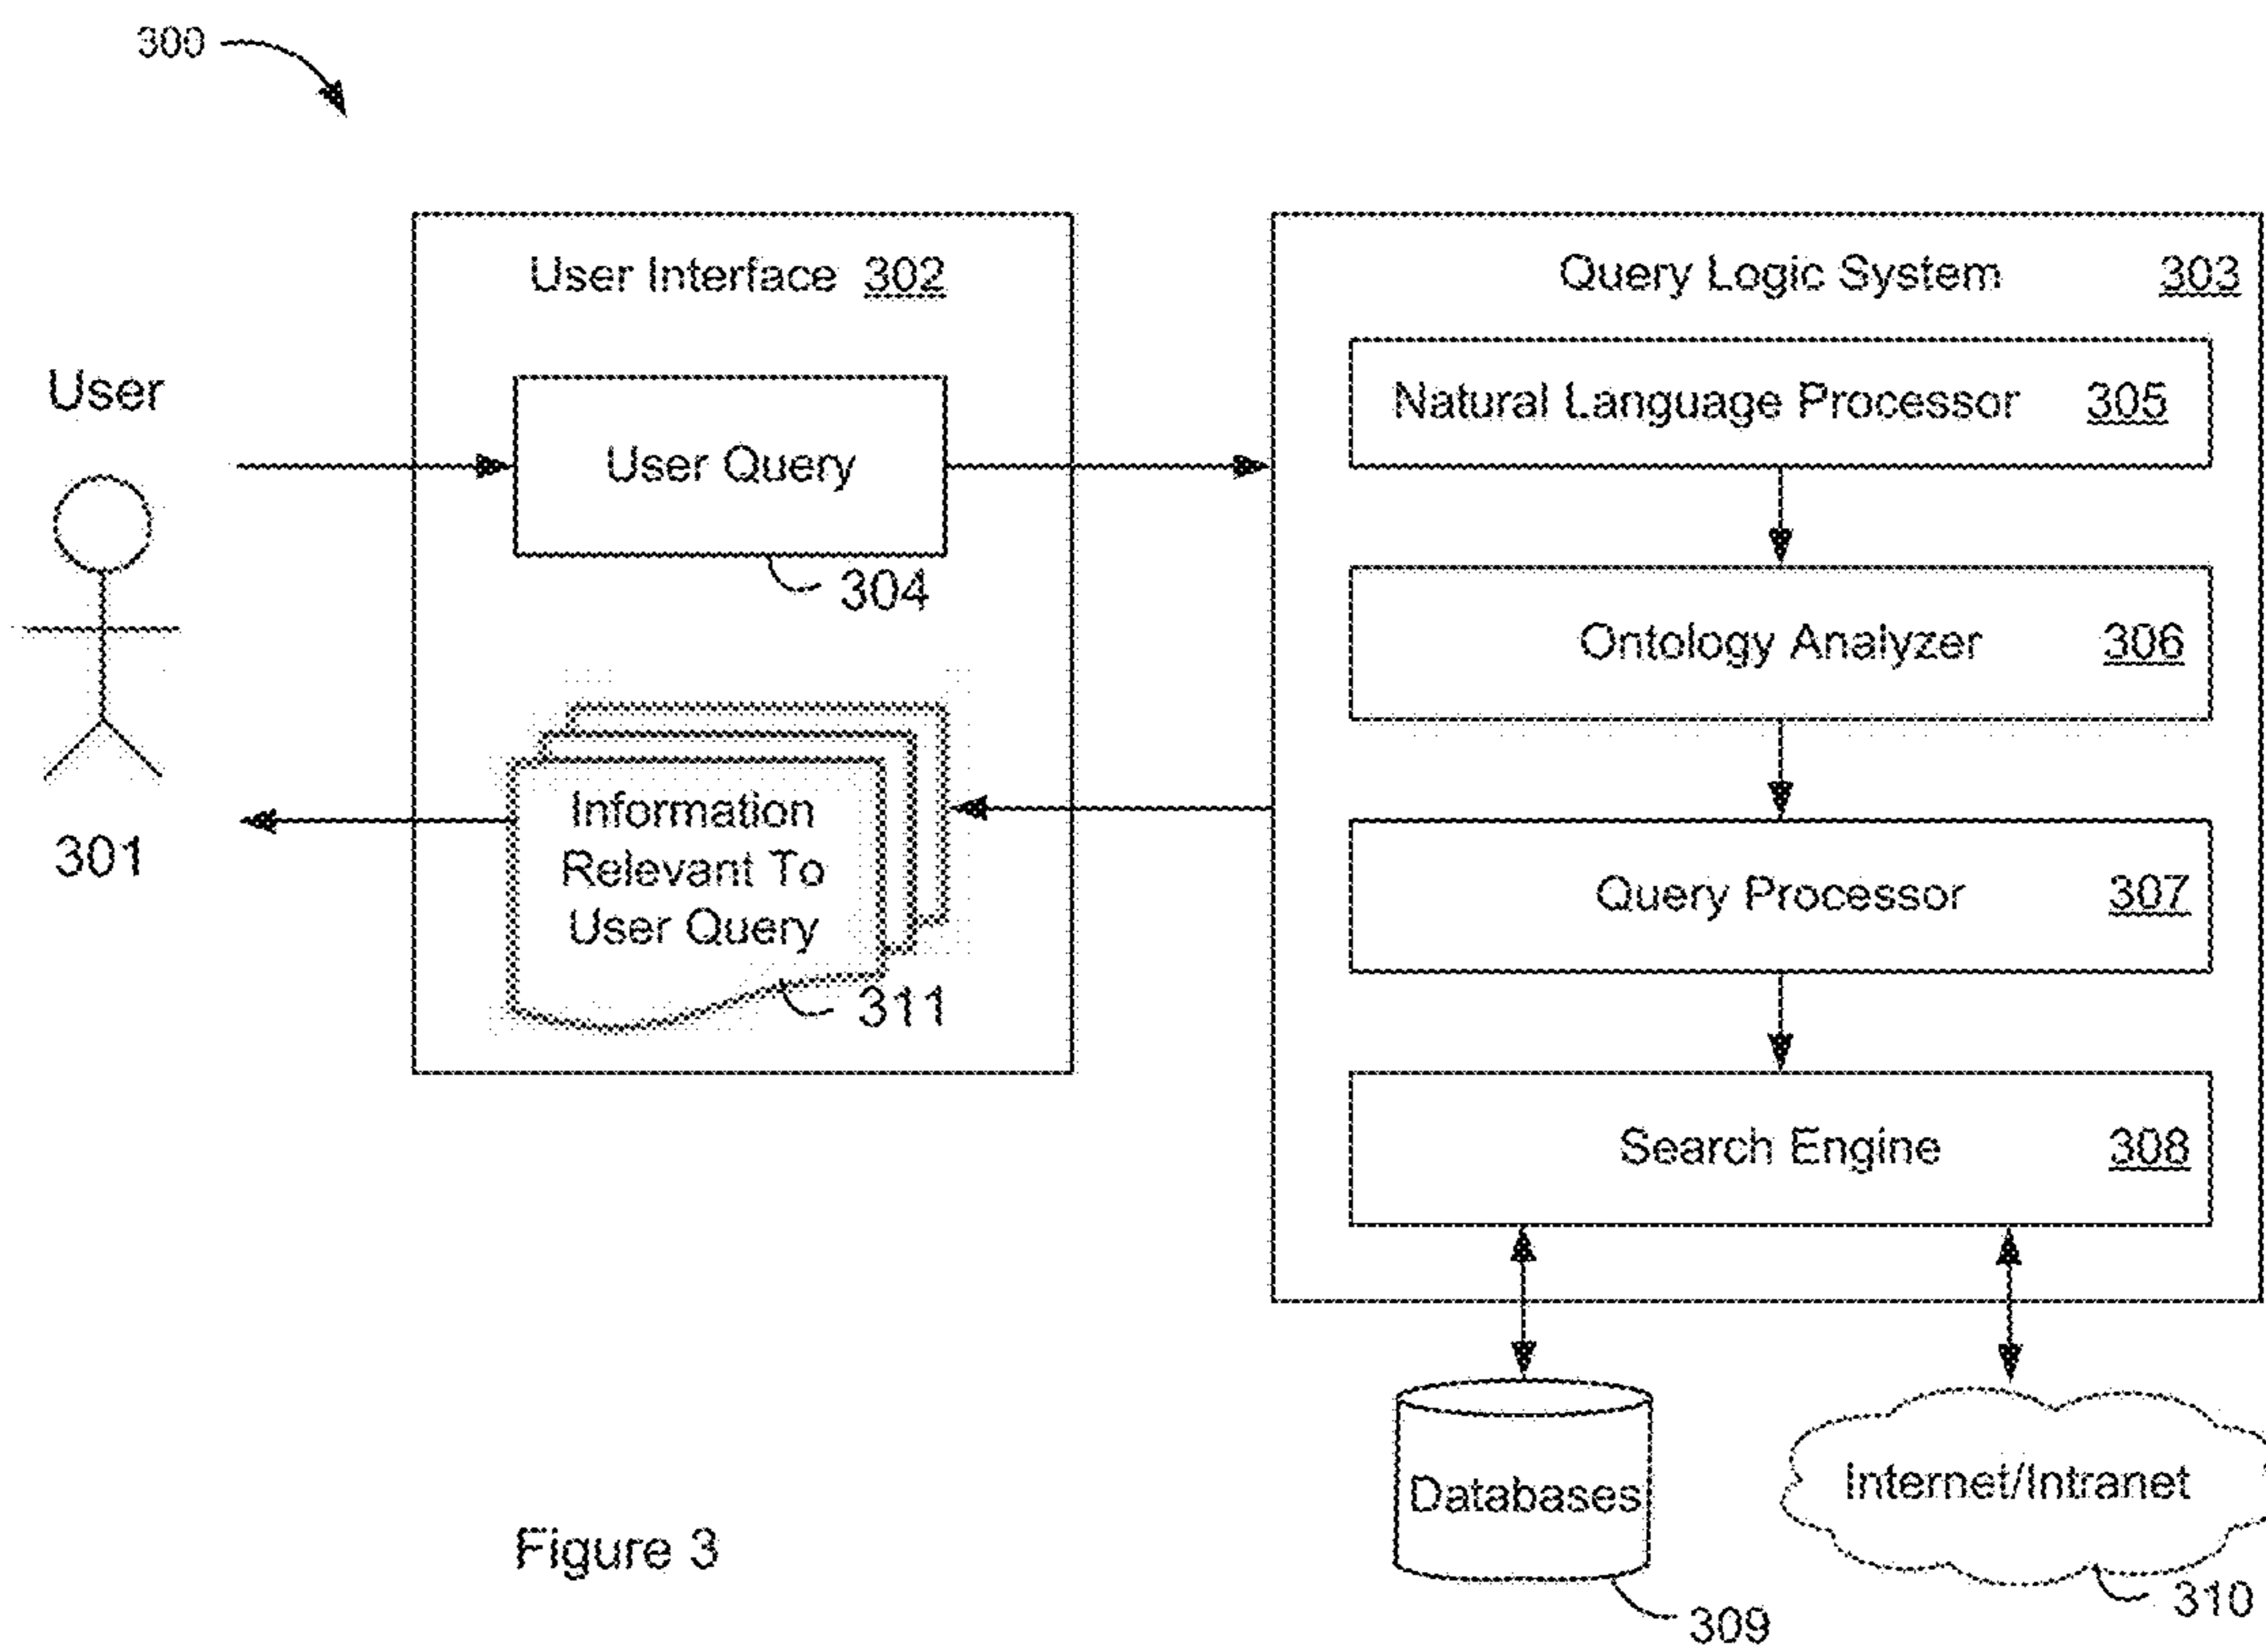 300
User Interface 302
Query Logic System 303
User
Natural Language Processor 305
User Query
304
Ontology Analyzer 306
Information
Relevant To
User Query
311
301
Query Processor 307
Search Engine 308
Databases
Internet/Intranet
Figure 3
309
310